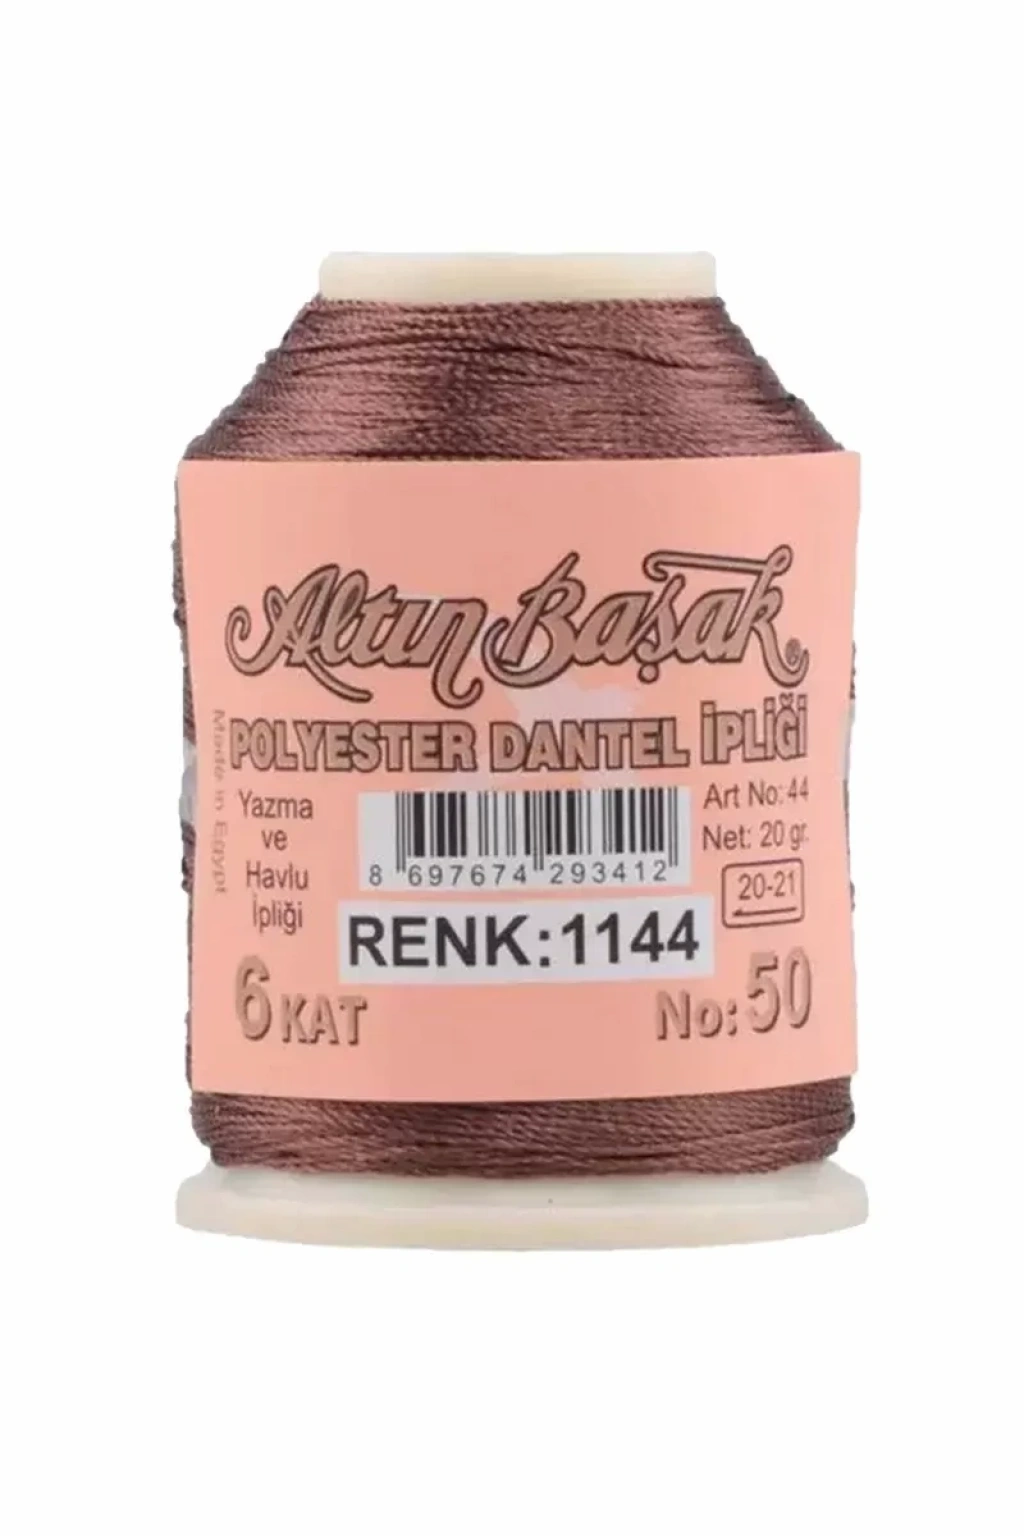 Altın Başak®
POLYESTER DANTEL İPLİĞİ
Made in Egypt
Yazma
ve
Havlu
İpliği
8 697674 293412
Art No: 44
Net: 20 gr.
20-21
RENK:1144
6 KAT
No: 50